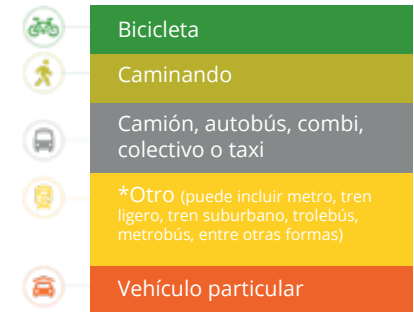 Bicicleta
Caminando
Camión, autobús, combi,
colectivo o taxi
*Otro (puede incluir metro, tren
ligero, tren suburbano, trolebús,
metrobús, entre otras formas)
Vehículo particular